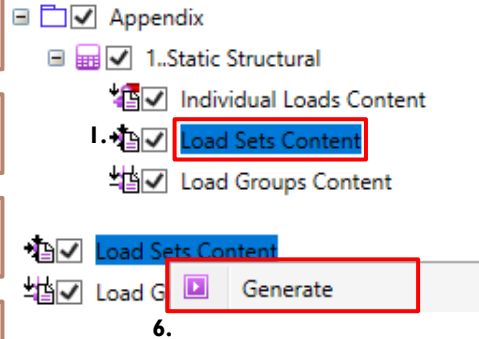 Appendix
1..Static Structural
Individual Loads Content
1. Load Sets Content
Load Groups Content
Load Sets Content
Load G
Generate
6.